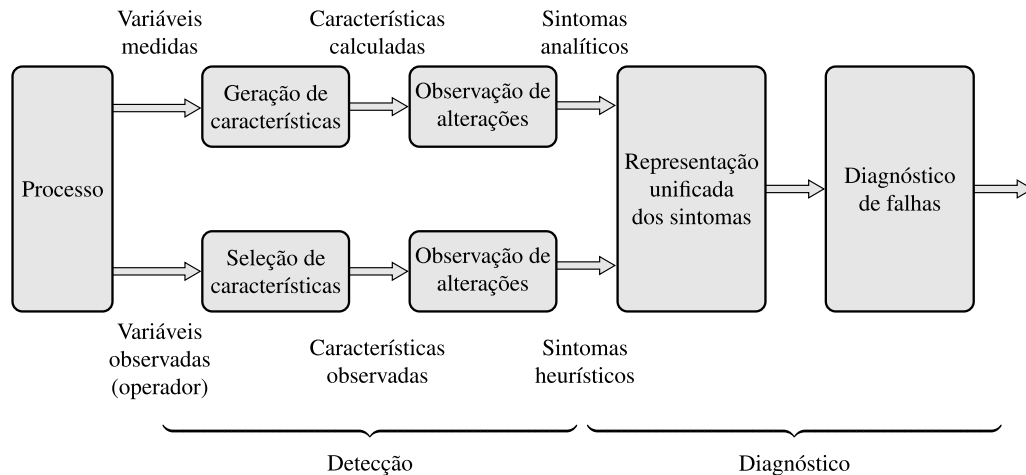 Variáveis
medidas
Características
calculadas
Sintomas
analíticos
Processo
Geração de
características
Observação de
alterações
Representação
unificada
dos sintomas
Diagnóstico
de falhas
Seleção de
características
Observação de
alterações
Variáveis
observadas
(operador)
Características
observadas
Sintomas
heurísticos
Detecção
Diagnóstico